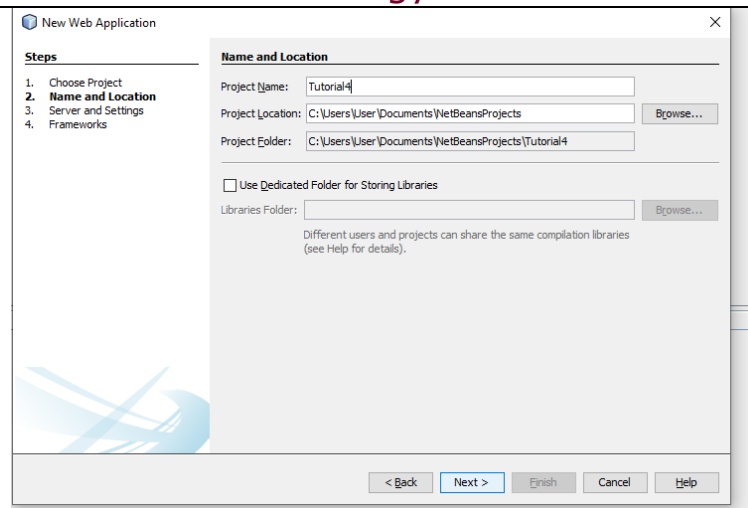 New Web Application
Steps
1. Choose Project
2. Name and Location
3. Server and Settings
4. Frameworks
Name and Location
Project Name: Tutorial4
Project Location: C:\Users\User\Documents\NetBeansProjects Browse...
Project Folder: C:\Users\User\Documents\NetBeansProjects\Tutorial4
Use Dedicated Folder for Storing Libraries
Libraries Folder: Browse...
Different users and projects can share the same compilation libraries
(see Help for details).
< Back Next > Finish Cancel Help